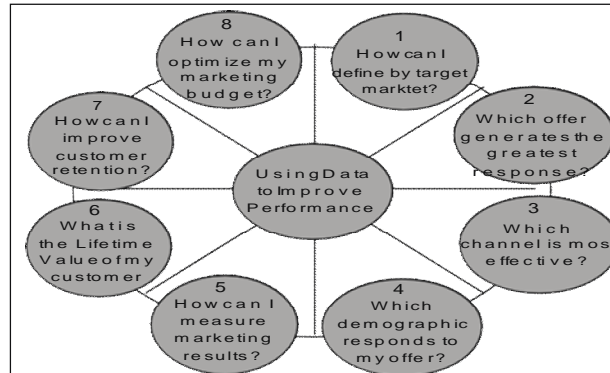 8
How can I
optimize my
marketing
budget?
1
How can I
define by target
marktet?
2
Which offer
generates the
greatest
response?
3
Which
channel is mos
effective?
4
Which
demographic
responds to
my offer?
5
How can I
measure
marketing
results?
6
What is
the Lifetime
Value of my
customer
7
How can I
improve
customer
retention?
Using Data
to Improve
Performance